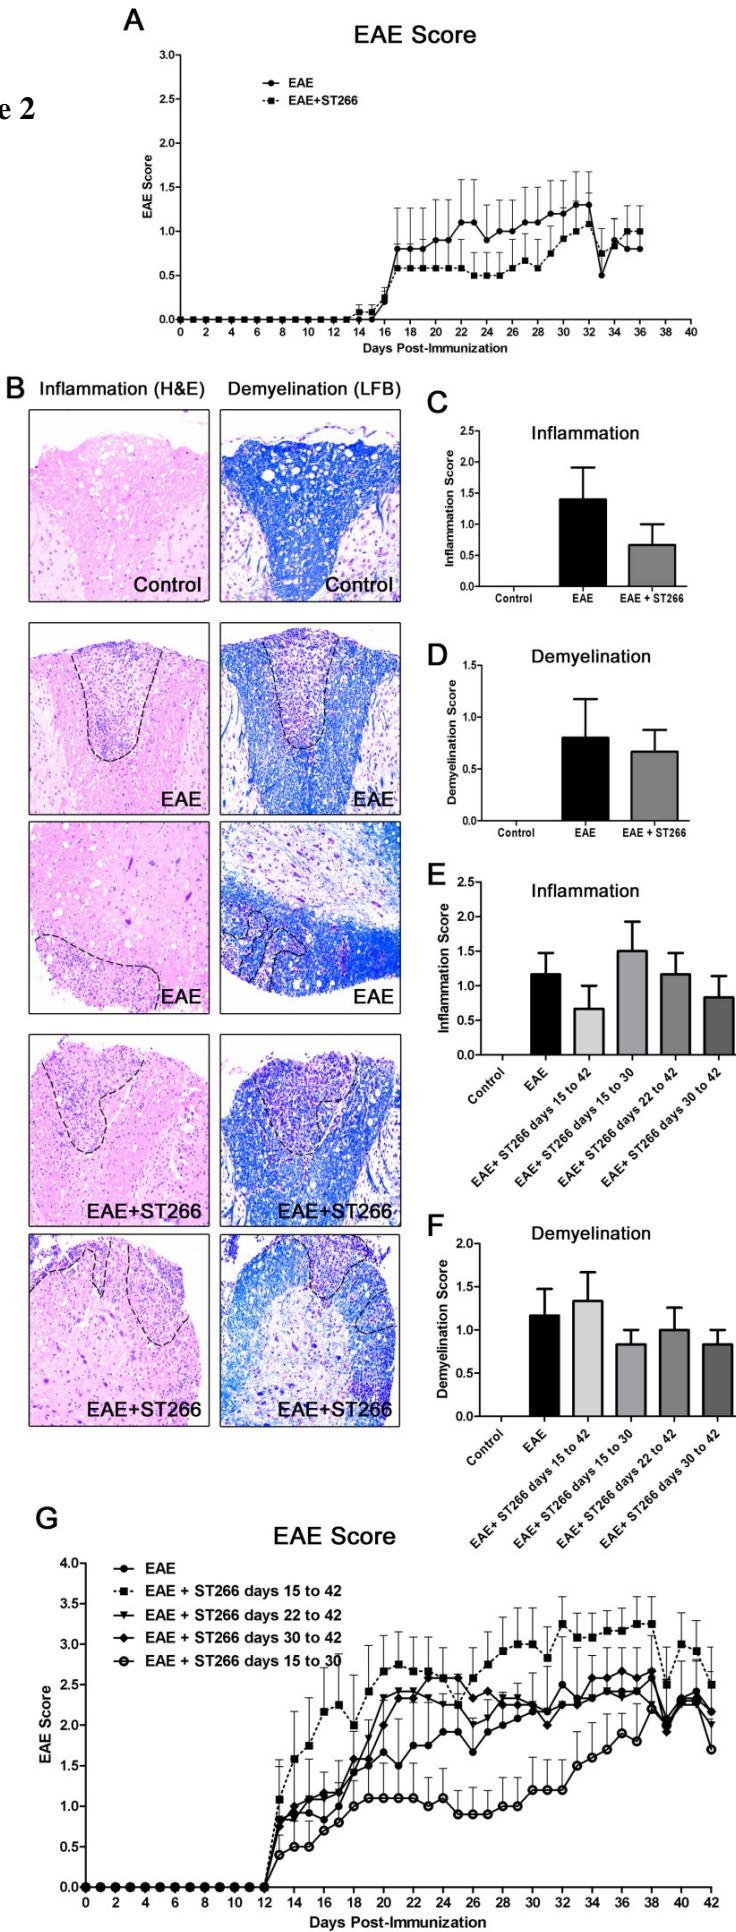 A
EAE Score
e 2
3.0
2.5
2.0
1.5
1.0
0.5
0.0
EAE Score
EAE
EAE+ST266
0 2 4 6 8 10 12 14 16 18 20 22 24 26 28 30 32 34 36 38 40
Days Post-Immunization
B
Inflammation (H&E) Demyelination (LFB)
Control Control
EAE EAE
EAE EAE
EAE+ST266 EAE+ST266
EAE+ST266 EAE+ST266
C
Inflammation
Inflammation Score
2.5
2.0
1.5
1.0
0.5
0.0
Control EAE EAE + ST266
D
Demyelination
Demyelination Score
1.5
1.0
0.5
0.0
Control EAE EAE + ST266
E
Inflammation
Inflammation Score
2.5
2.0
1.5
1.0
0.5
0.0
Control
EAE
EAE+ ST266 days 15 to 42
EAE+ ST266 days 15 to 30
EAE+ ST266 days 22 to 42
EAE+ ST266 days 30 to 42
F
Demyelination
Demyelination Score
2.0
1.5
1.0
0.5
0.0
Control
EAE
EAE+ ST266 days 15 to 42
EAE+ ST266 days 15 to 30
EAE+ ST266 days 22 to 42
EAE+ ST266 days 30 to 42
G
EAE Score
EAE Score
4.0
3.5
3.0
2.5
2.0
1.5
1.0
0.5
0.0
EAE
EAE + ST266 days 15 to 42
EAE + ST266 days 22 to 42
EAE + ST266 days 30 to 42
EAE + ST266 days 15 to 30
0 2 4 6 8 10 12 14 16 18 20 22 24 26 28 30 32 34 36 38 40 42
Days Post-Immunization